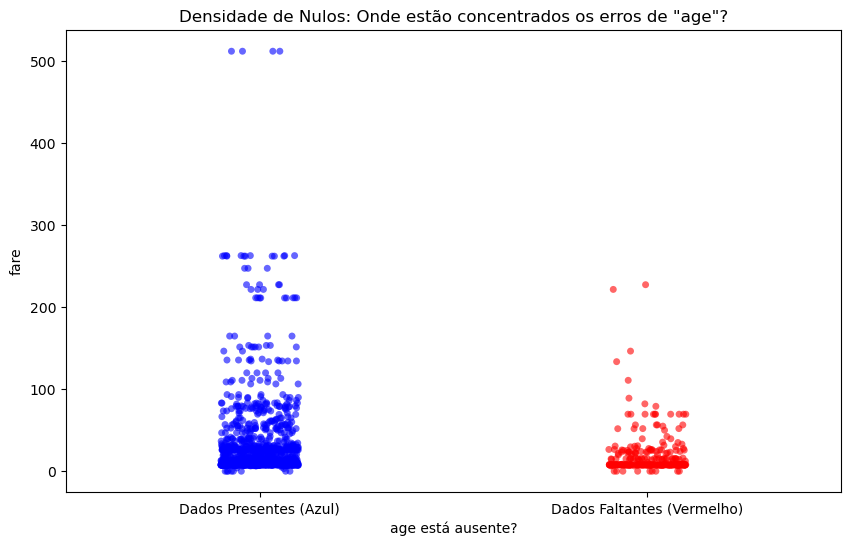 Densidade de Nulos: Onde estão concentrados os erros de "age"?
500
400
300
200
100
0
fare
Dados Presentes (Azul)
Dados Faltantes (Vermelho)
age está ausente?